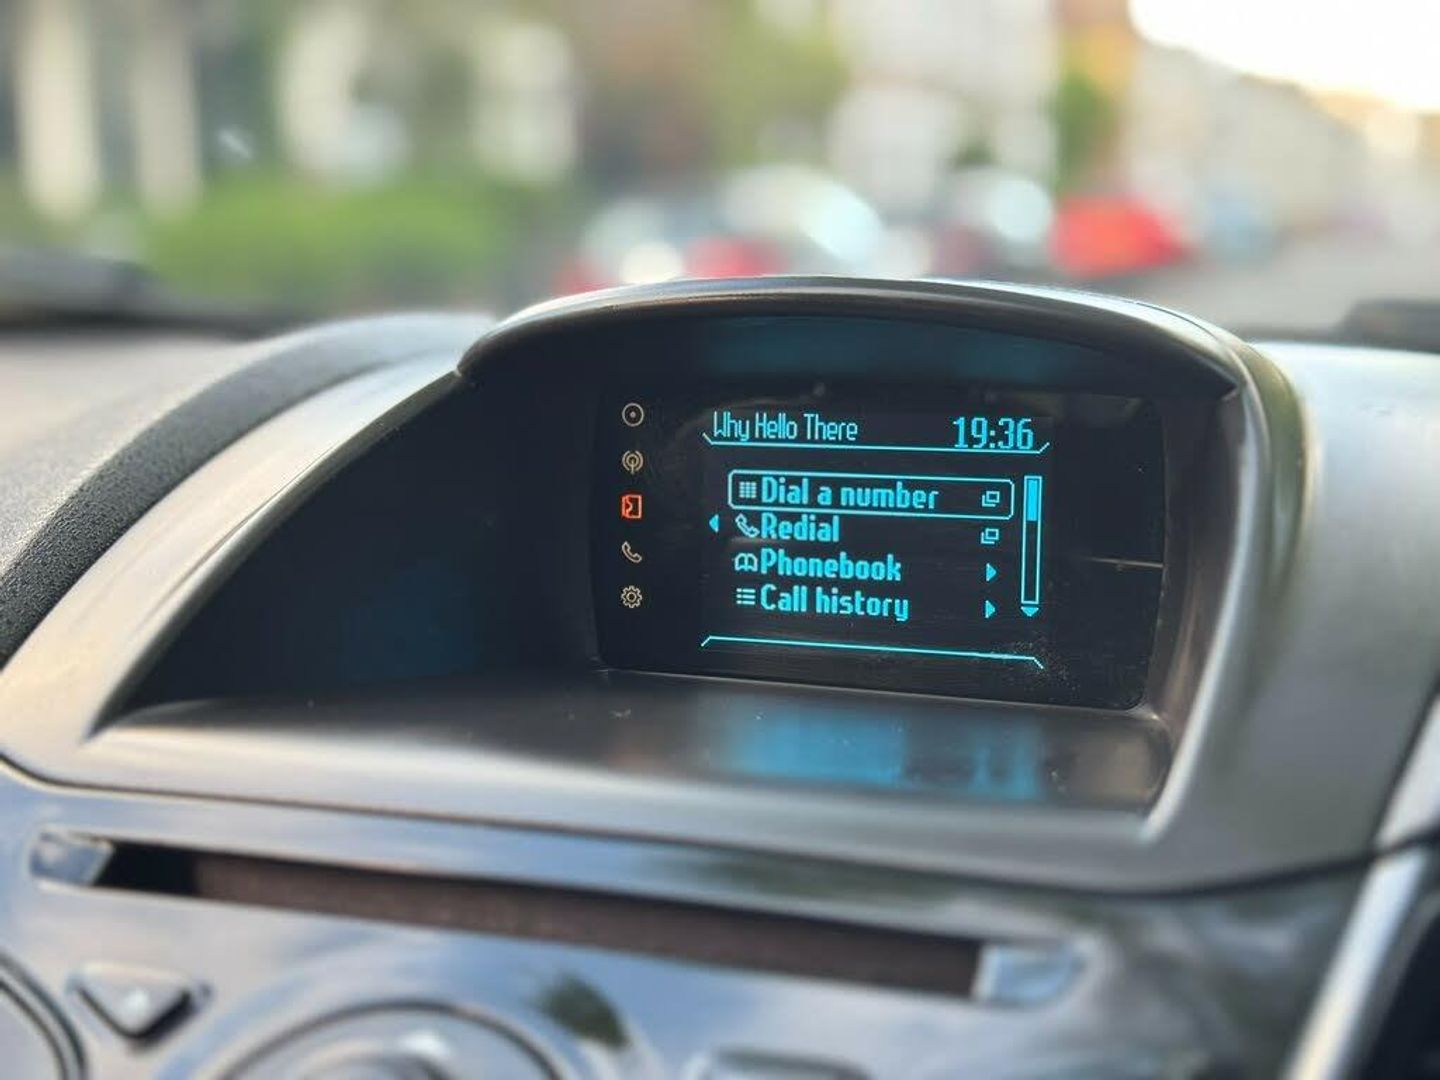 Why Hello There 19:36
Dial a number
Redial
Phonebook
Call history